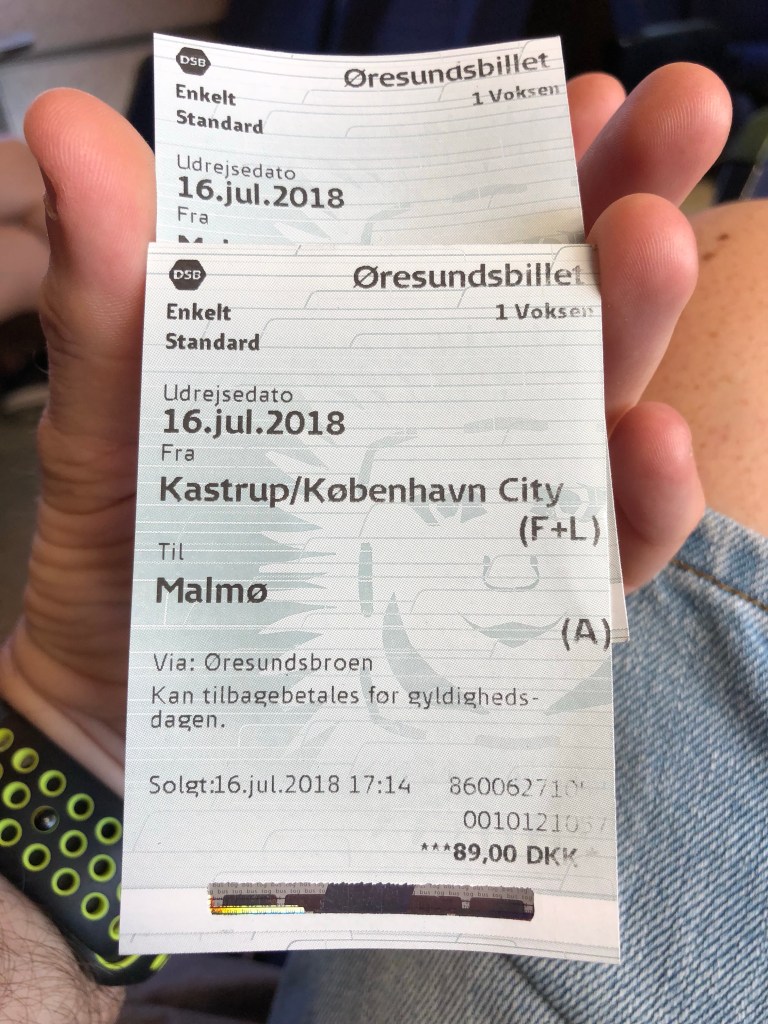 DSB
Øresundsbillet
Enkelt
1 Voksen
Standard
Udrejsedato
16.jul.2018
Fra
DSB
Øresundsbillet
Enkelt
1 Voksen
Standard
Udrejsedato
16.jul.2018
Fra
Kastrup/København City
(F+L)
Til
Malmø
(A)
Via: Øresundsbroen
Kan tilbagebetales før gyldigheds-
dagen.
Solgt:16.jul.2018 17:14
***89,00 DKK